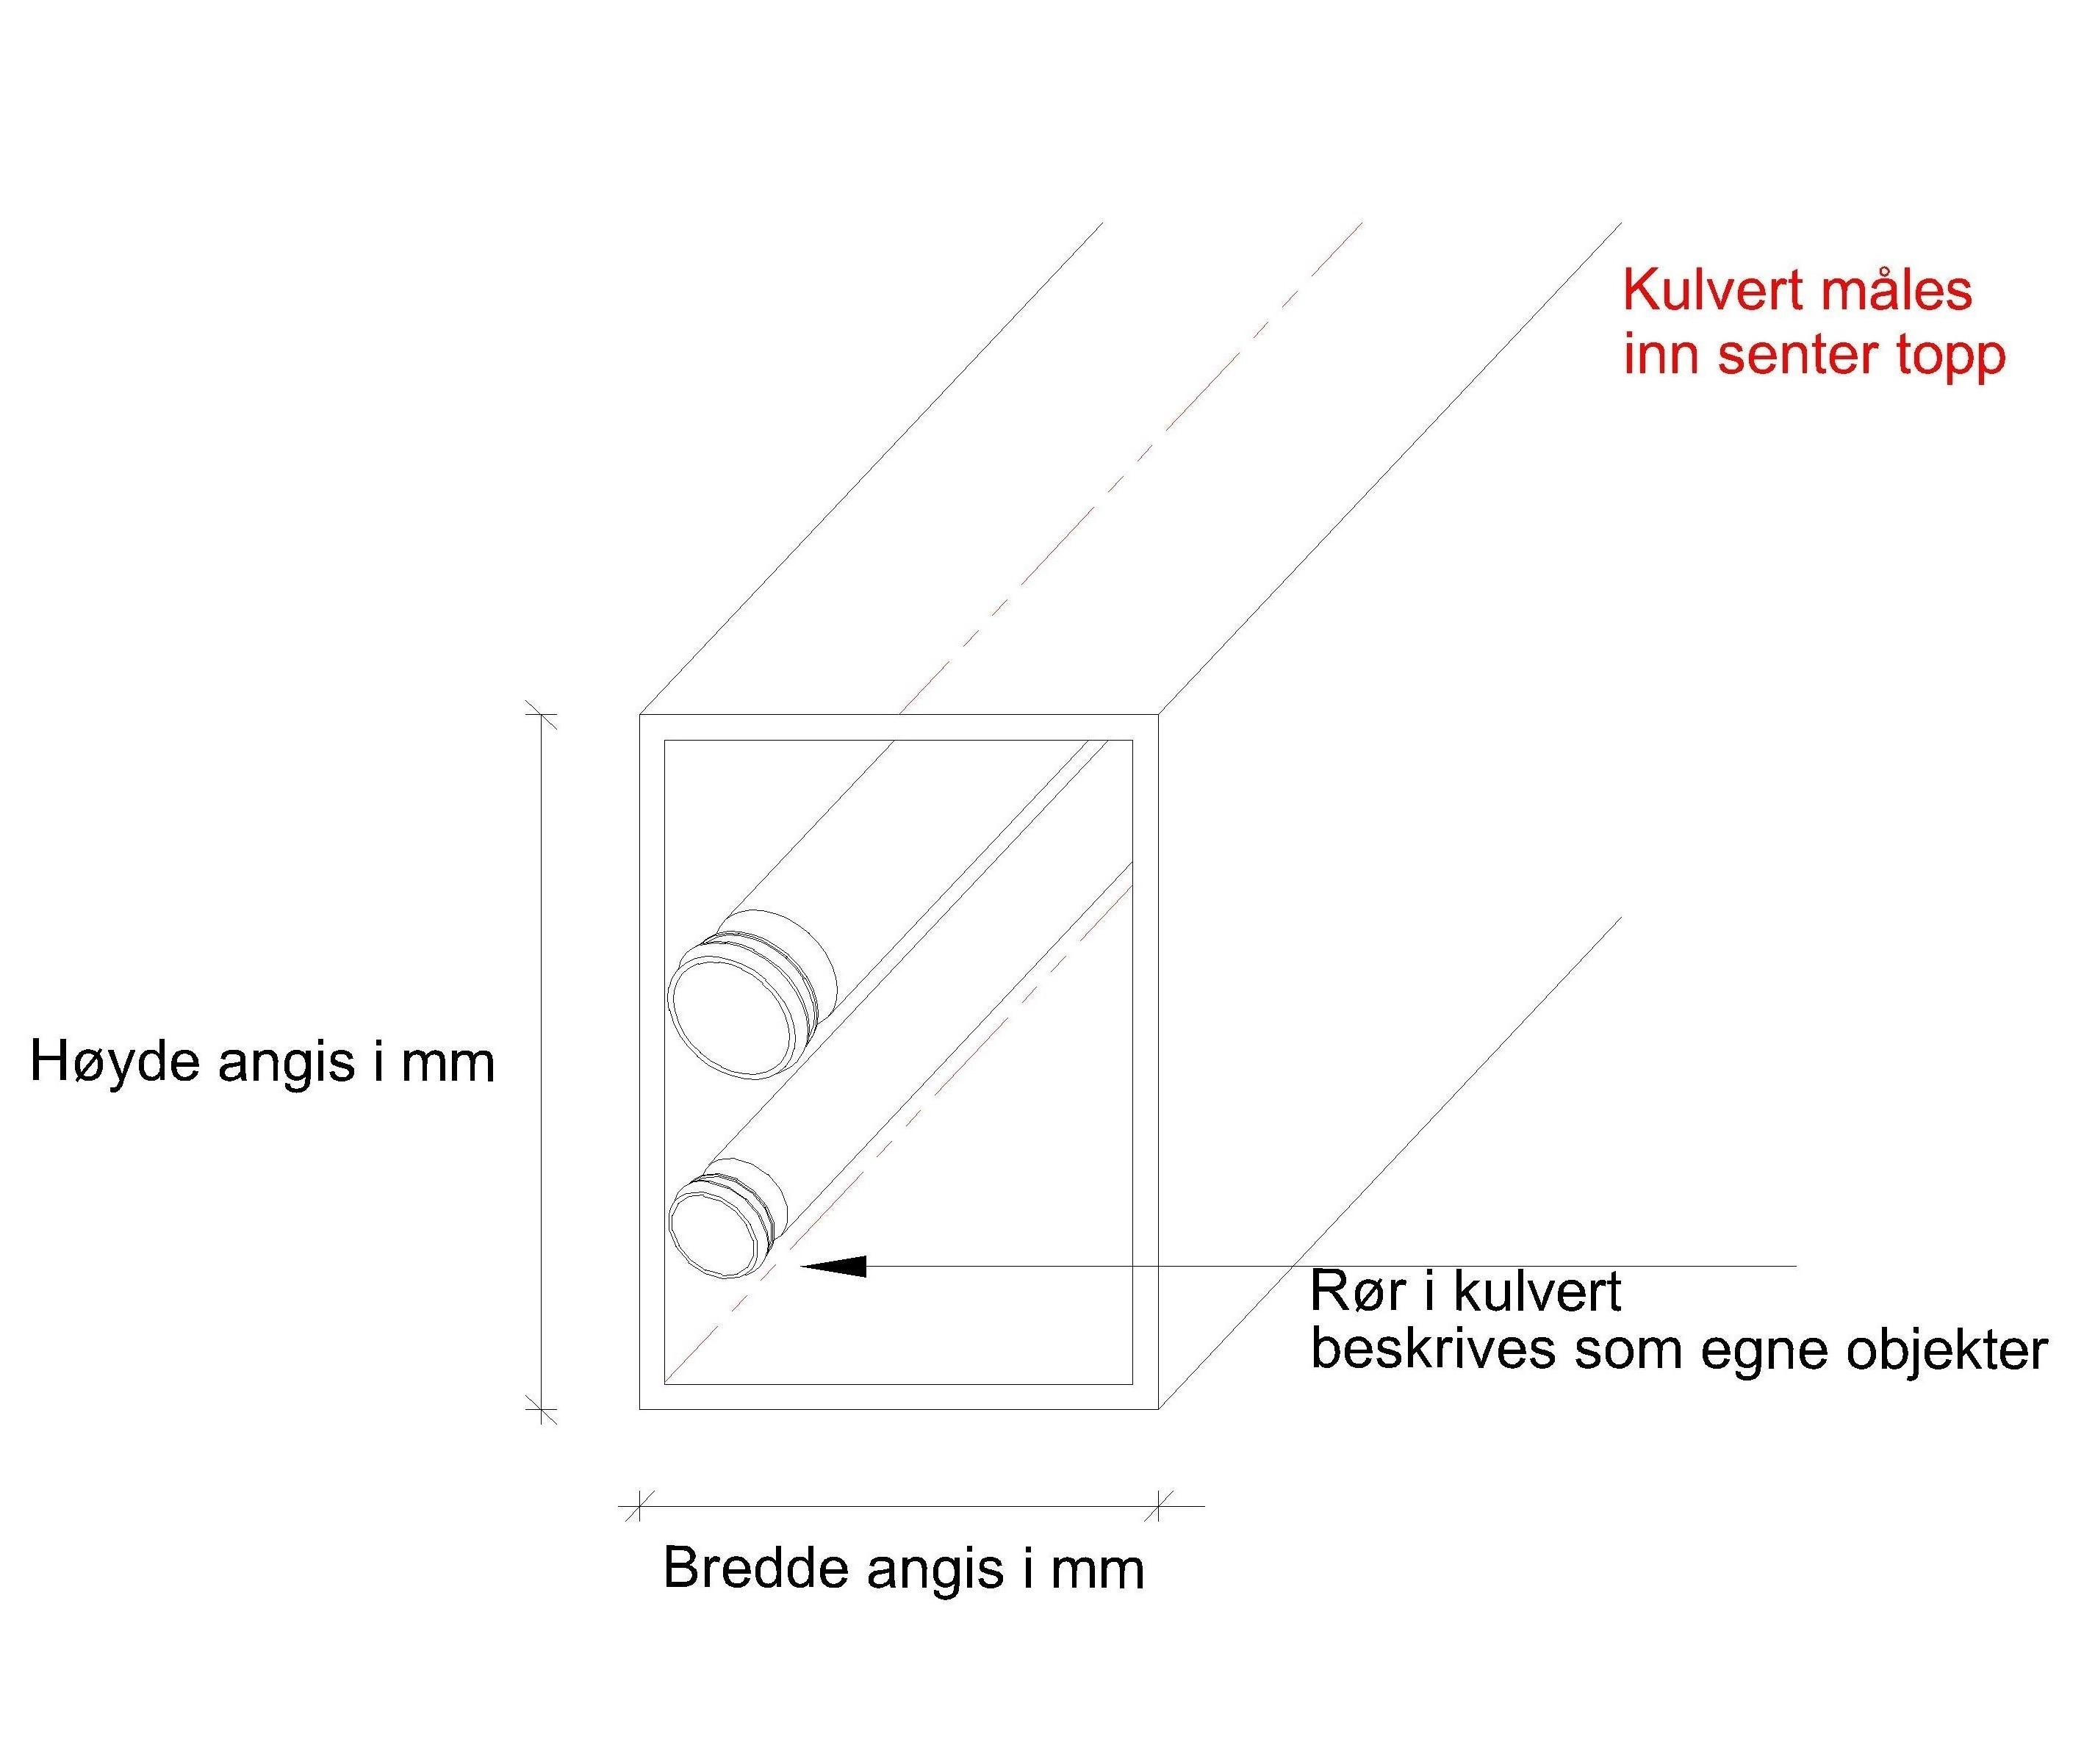 Kulvert måles
inn senter topp
Høyde angis i mm
Rør i kulvert
beskrives som egne objekter
Bredde angis i mm